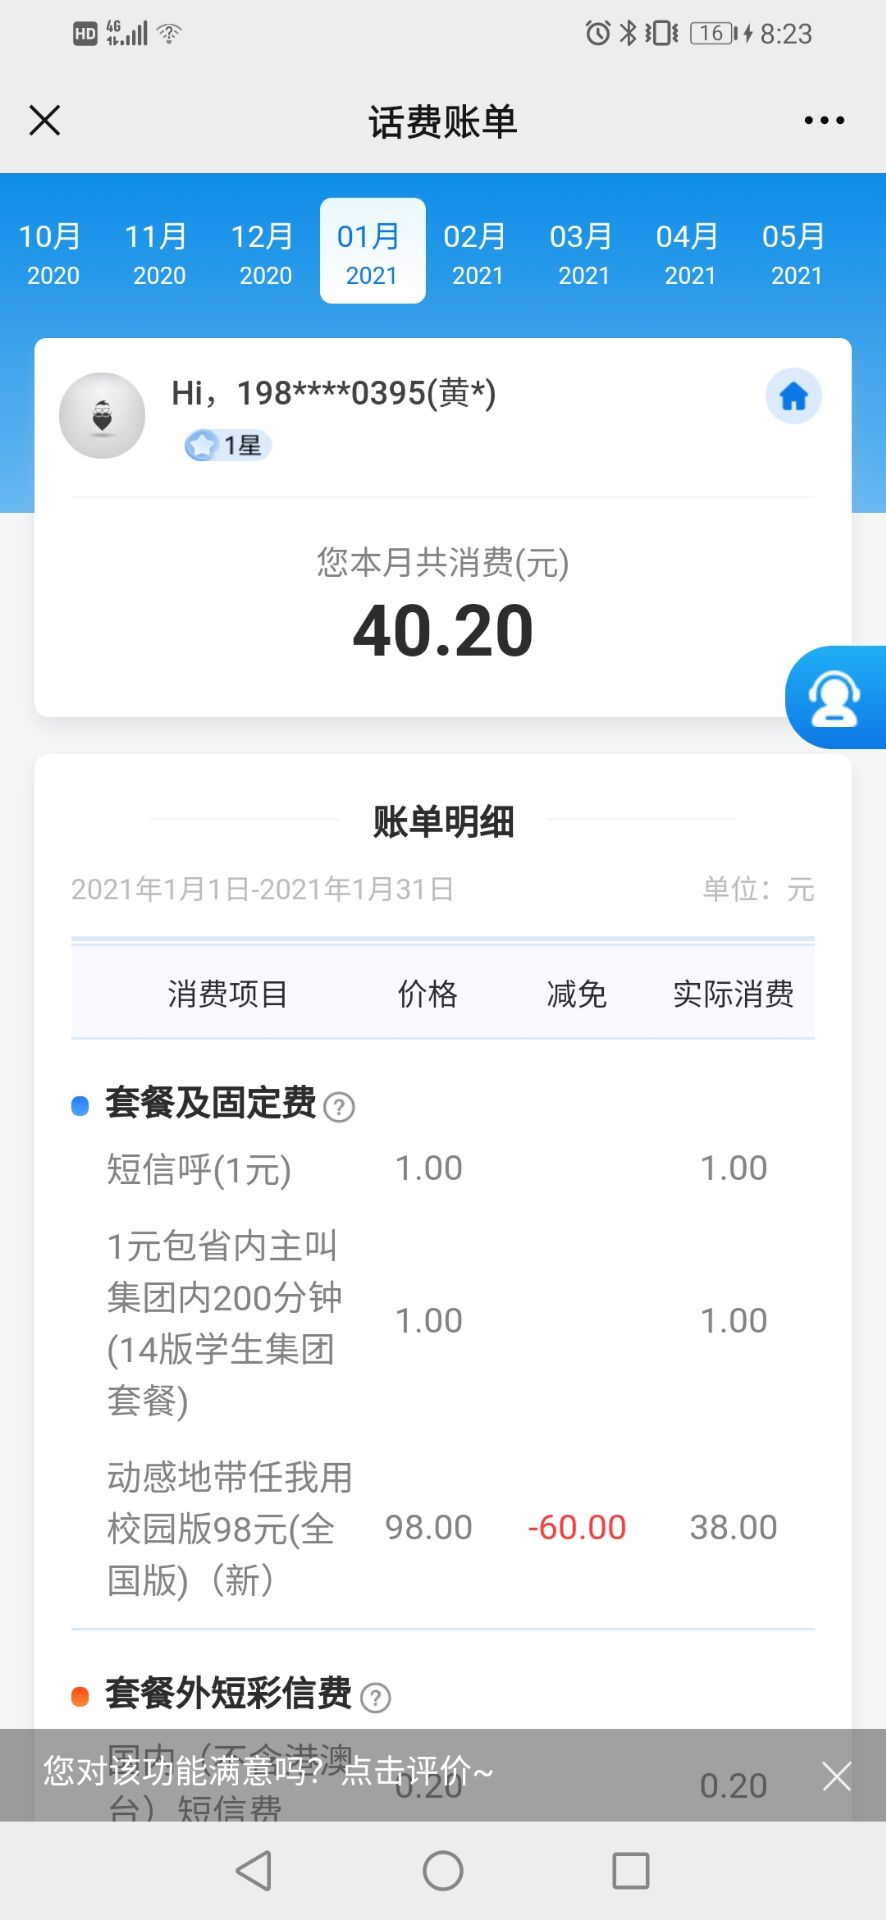 HD 4G 16 8:23
话费账单
10月 11月 12月 01月 02月 03月 04月 05月
2020 2020 2020 2021 2021 2021 2021 2021
Hi，198****0395(黄*)
1星
您本月共消费(元)
40.20
账单明细
2021年1月1日-2021年1月31日 单位：元
消费项目 价格 减免 实际消费
套餐及固定费 ?
短信呼(1元) 1.00 1.00
1元包省内主叫
集团内200分钟
(14版学生集团
套餐)
1.00 1.00
动感地带任我用
校园版98元(全
国版)（新）
98.00 -60.00 38.00
套餐外短彩信费 ?
国内（不含港澳
台）短信费
0.20 0.20
您对该功能满意吗？点击评价~